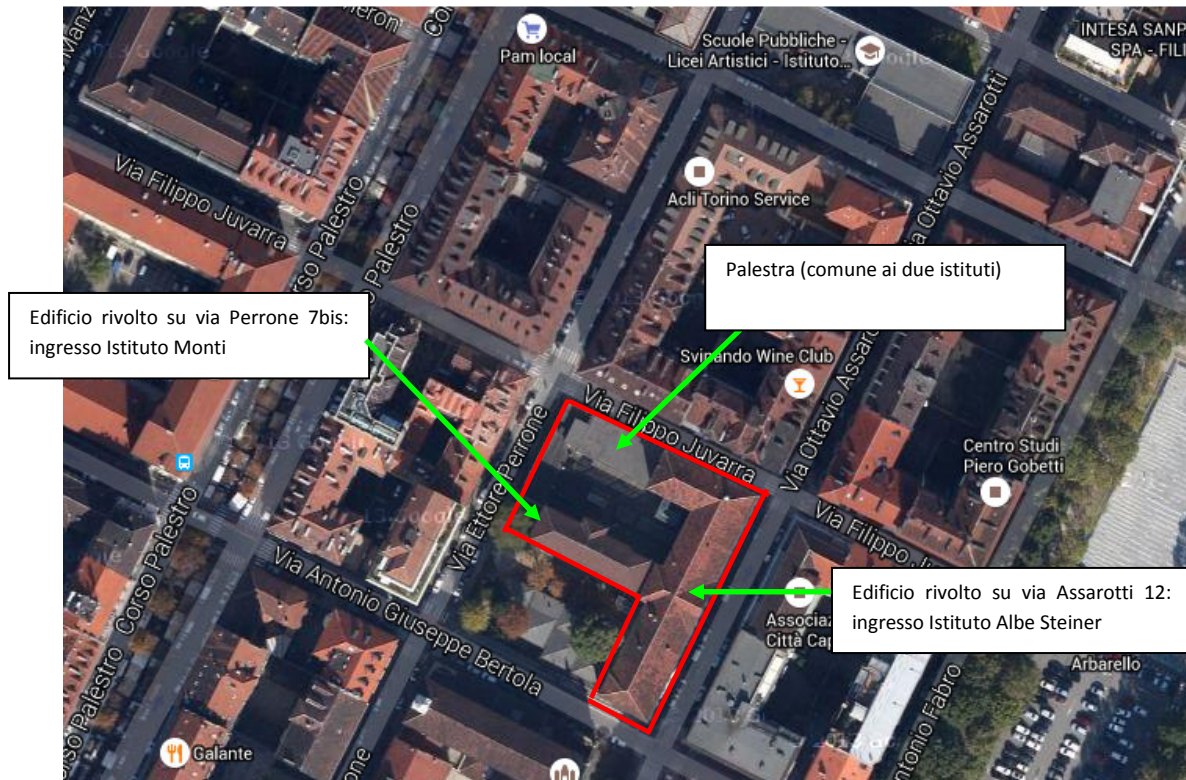 Pam local
Scuole Pubbliche -
Licei Artistici - Istituto...
INTESA SANP
SPA - FILI
Via Filippo Juvarra
Corso Palestro
Palestro
Acli Torino Service
Via Ottavio Assarotti
Palestra (comune ai due istituti)
Edificio rivolto su via Perrone 7bis:
ingresso Istituto Monti
Svinando Wine Club
Via Filippo Juvarra
Via Ottavio Assarotti
Via Ettore Perrone
Centro Studi
Piero Gobetti
Via Filippo Ju
Via Antonio Giuseppe Bertola
Edificio rivolto su via Assarotti 12:
ingresso Istituto Albe Steiner
Associaz
Città Cap
Arbarello
Corso Palestro
Palestro
Antonio Fabro
Galante